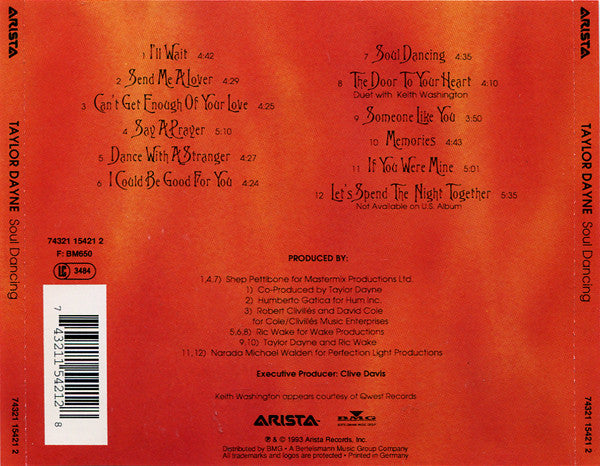 ARISTA
TAYLOR DAYNE Soul Dancing
74321 15421 2
1 I'll Wait 4:42
2 Send Me A Lover 4:29
3 Can't Get Enough Of Your Love 4:25
4 Say A Prayer 5:10
5 Dance With A Stranger 4:22
6 I Could Be Good For You 4:24
7 Soul Dancing 4:35
8 The Door To Your Heart 4:10
Duet with Keith Washington
9 Someone Like You 3:50
10 Memories 4:43
11 If You Were Mine 5:01
12 Let's Spend The Night Together 5:35
Not Available on U.S. Album
74321 15421 2
F: BM650
LC 3484
7 43211 54212 8
PRODUCED BY:
1,4,7) Shep Pettibone for Mastermix Productions Ltd.
1) Co-Produced by Taylor Dayne
2) Humberto Gatica for Hum Inc.
3) Robert Clivillés and David Cole
for Cole/Clivillés Music Enterprises
5,6,8) Ric Wake for Wake Productions
9,10) Taylor Dayne and Ric Wake
11,12) Narada Michael Walden for Perfection Light Productions
Executive Producer: Clive Davis
Keith Washington appears courtesy of Qwest Records
ARISTA BMG
℗ & © 1993 Arista Records, Inc.
Distributed by BMG • A Bertelsmann Music Group Company
All trademarks and logos are protected • Printed in Germany
ARISTA
TAYLOR DAYNE Soul Dancing
74321 15421 2